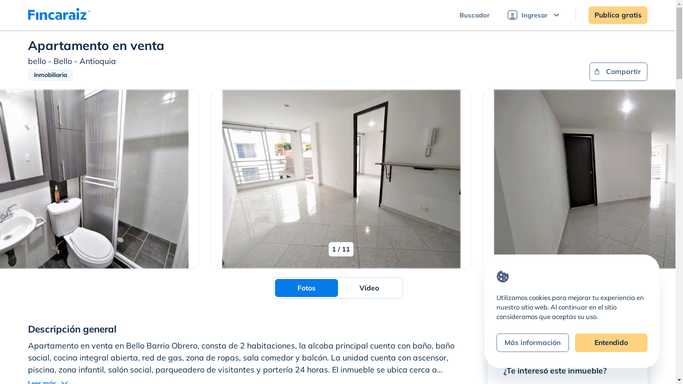 Fincaraiz
Buscador
Ingresar
Publica gratis
Apartamento en venta
bello - Bello - Antioquia
Inmobiliaria
Compartir
1 / 11
Fotos
Video
Utilizamos cookies para mejorar tu experiencia en
nuestro sitio web. Al continuar en el sitio
consideramos que aceptas su uso.
Más información
Entendido
Descripción general
Apartamento en venta en Bello Barrio Obrero, consta de 2 habitaciones, la alcoba principal cuenta con baño, baño
social, cocina integral abierta, red de gas, zona de ropas, sala comedor y balcón. La unidad cuenta con ascensor,
piscina, zona infantil, salón social, parqueadero de visitantes y portería 24 horas. El inmueble se ubica cerca a...
Leer más
¿Te interesó este inmueble?